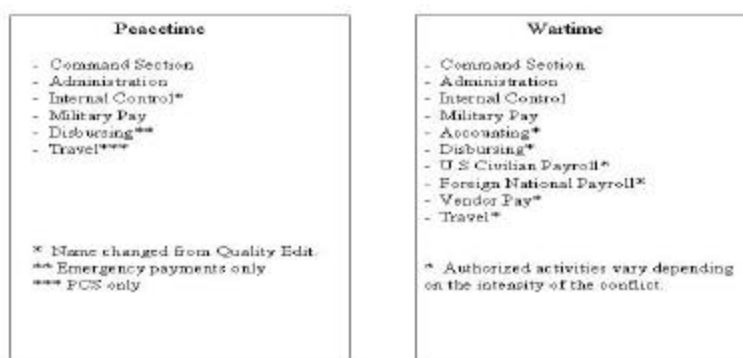 Peacetime
- Command Section
- Administration
- Internal Control*
- Military Pay
- Disbursing**
- Travel***
* Name changed from Quality Edit.
** Emergency payments only
*** PCS only
Wartime
- Command Section
- Administration
- Internal Control
- Military Pay
- Accounting*
- Disbursing*
- U.S Civilian Payroll*
- Foreign National Payroll*
- Vendor Pay*
- Travel*
* Authorized activities vary depending
on the intensity of the conflict.